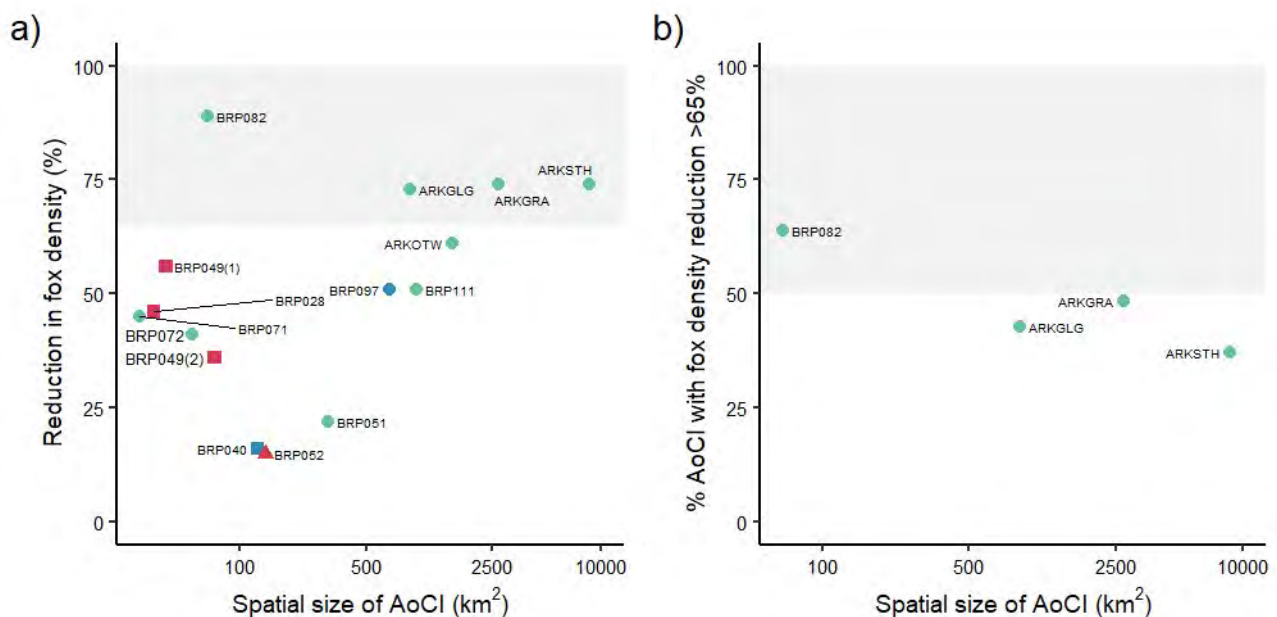 a)
Reduction in fox density (%)
100
75
50
25
0
BRP082
ARKSTH
ARKGLG
ARKGRA
ARKOTW
BRP049(1)
BRP097
BRP111
BRP028
BRP071
BRP072
BRP049(2)
BRP051
BRP040
BRP052
100
500
2500
10000
Spatial size of AoCI (km²)
b)
% AoCI with fox density reduction >65%
100
75
50
25
0
BRP082
ARKGRA
ARKGLG
ARKSTH
100
500
2500
10000
Spatial size of AoCI (km²)